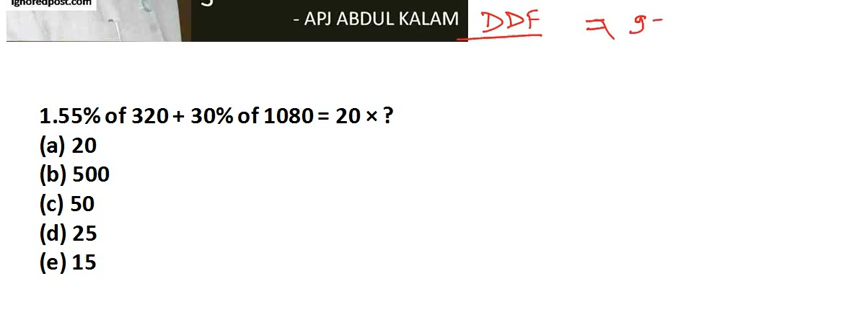 ignoredpost.com
- APJ ABDUL KALAM
DDF
1.55% of 320 + 30% of 1080 = 20 × ?
(a) 20
(b) 500
(c) 50
(d) 25
(e) 15